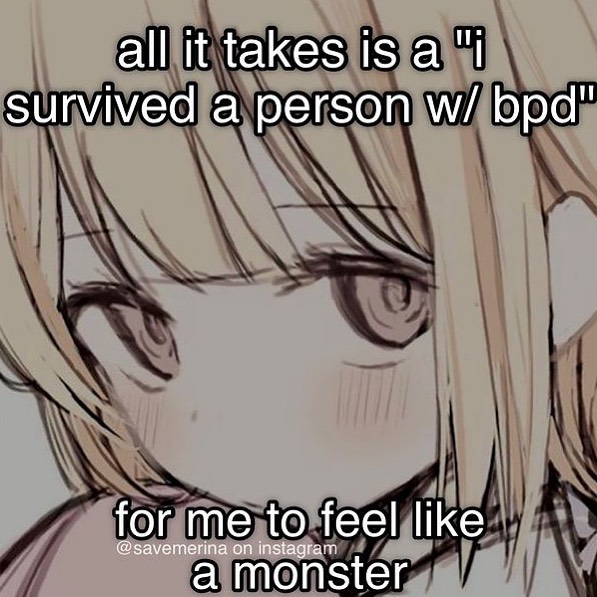 all it takes is a "i
survived a person w/ bpd"
for me to feel like
@savemerina on instagram
a monster